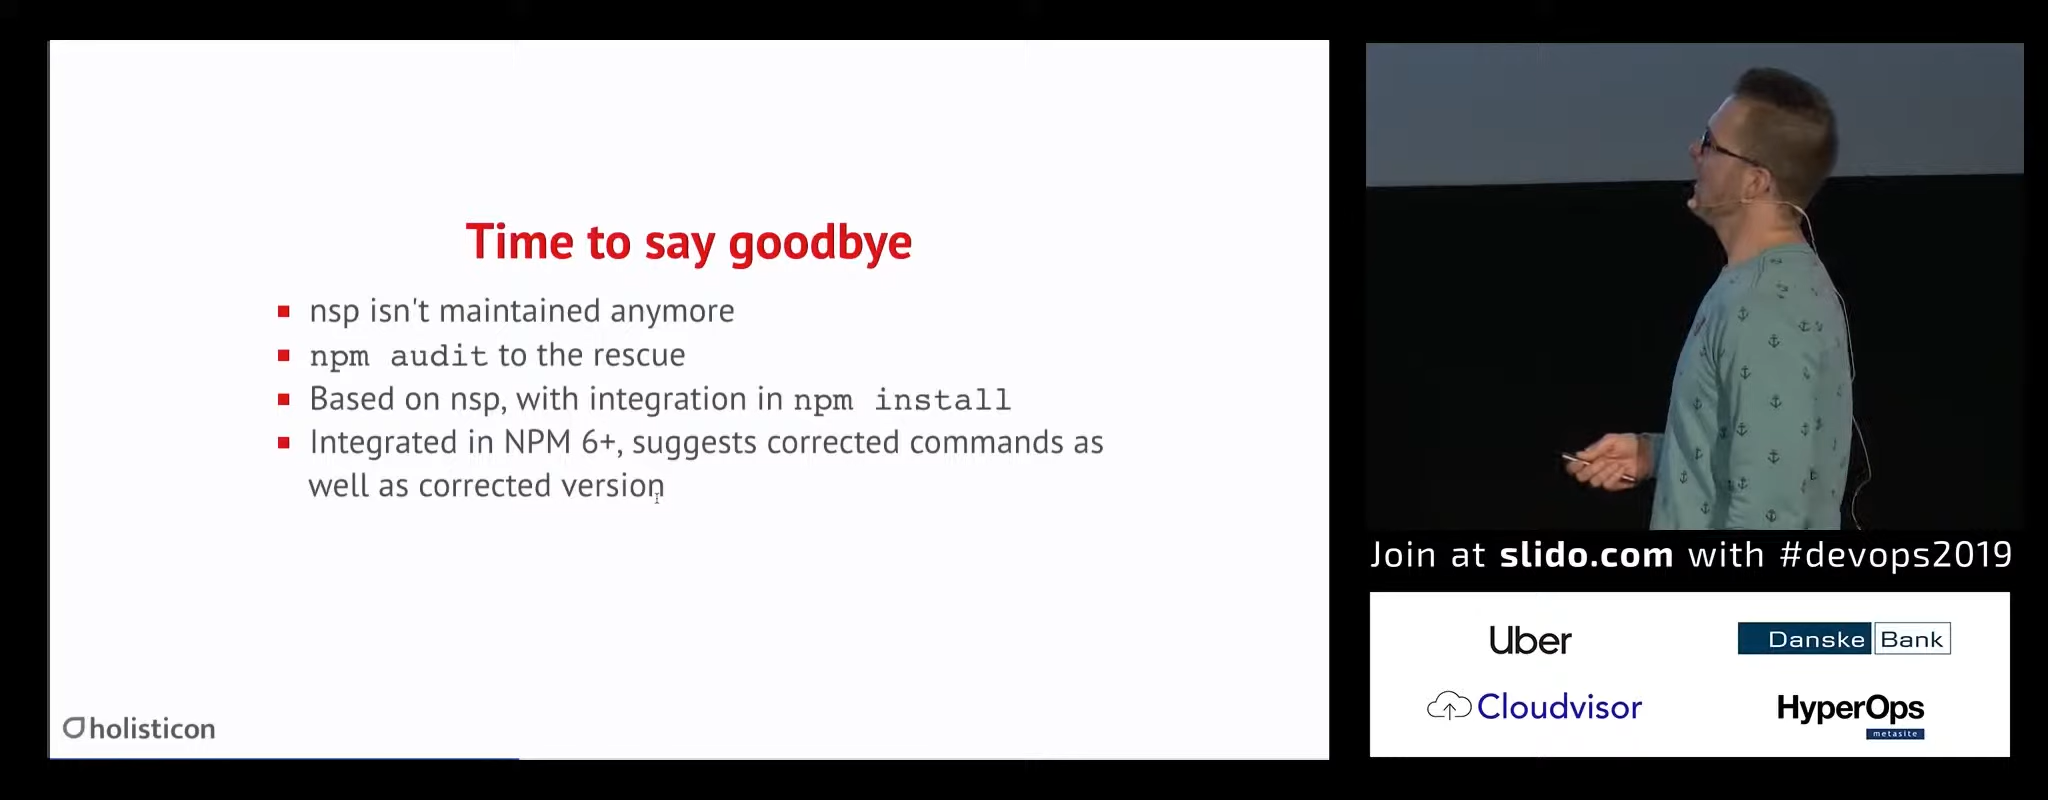 Time to say goodbye
nsp isn't maintained anymore
npm audit to the rescue
Based on nsp, with integration in npm install
Integrated in NPM 6+, suggests corrected commands as
well as corrected version
holisticon
Join at slido.com with #devops2019
Uber
Danske Bank
Cloudvisor
HyperOps
metasite